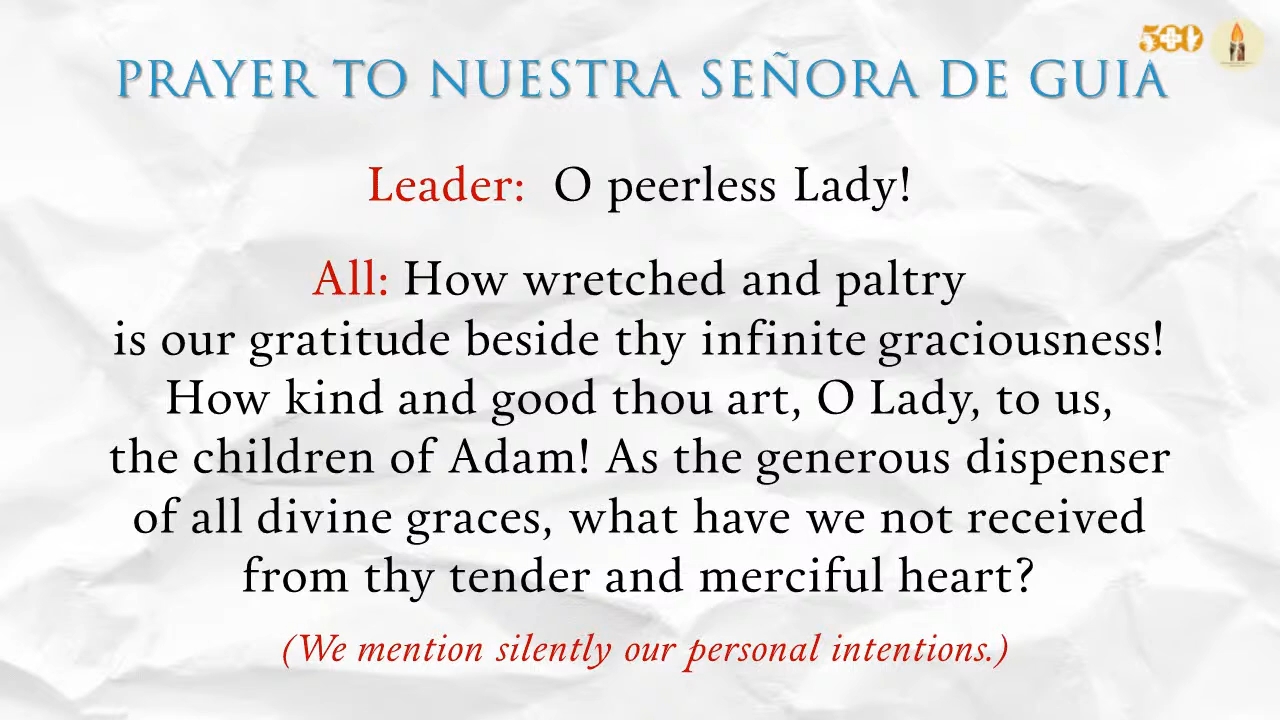 500
PRAYER TO NUESTRA SEÑORA DE GUIA
Leader: O peerless Lady!
All: How wretched and paltry
is our gratitude beside thy infinite graciousness!
How kind and good thou art, O Lady, to us,
the children of Adam! As the generous dispenser
of all divine graces, what have we not received
from thy tender and merciful heart?
(We mention silently our personal intentions.)